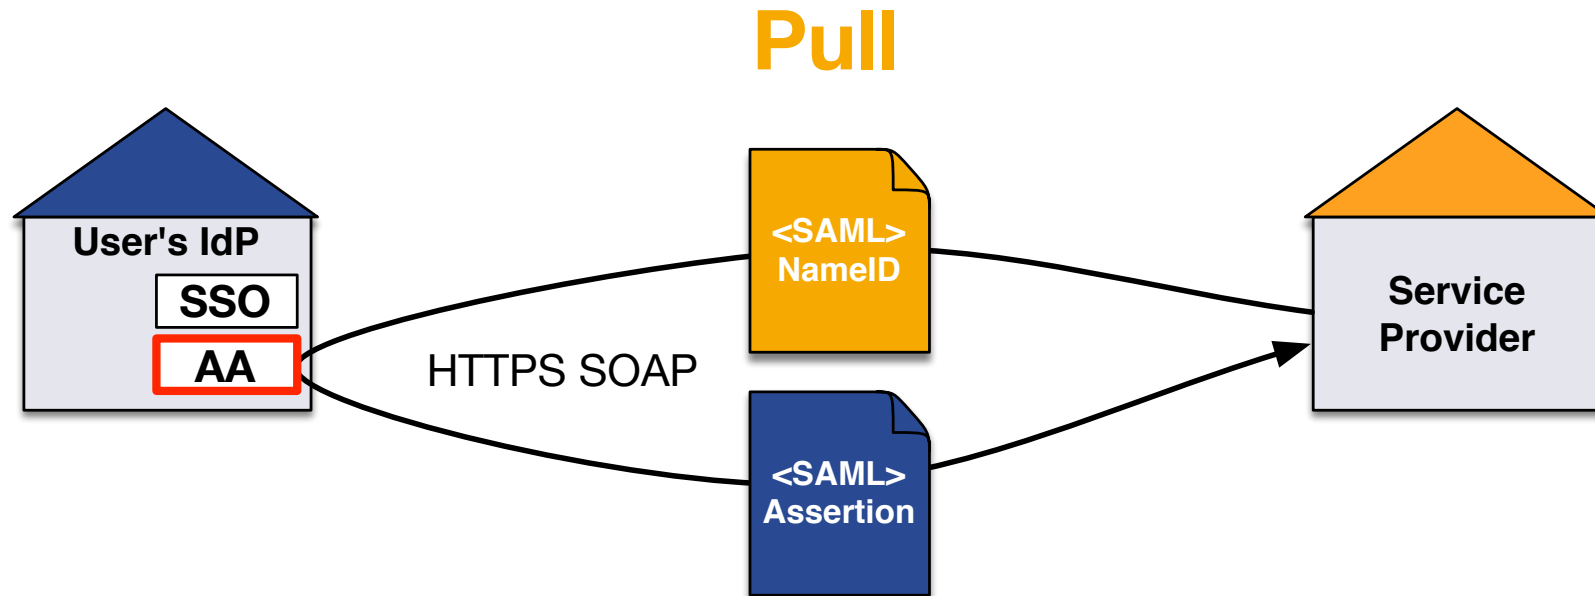 Pull
User's IdP
SSO
AA
HTTPS SOAP
<SAML>
NameID
<SAML>
Assertion
Service
Provider